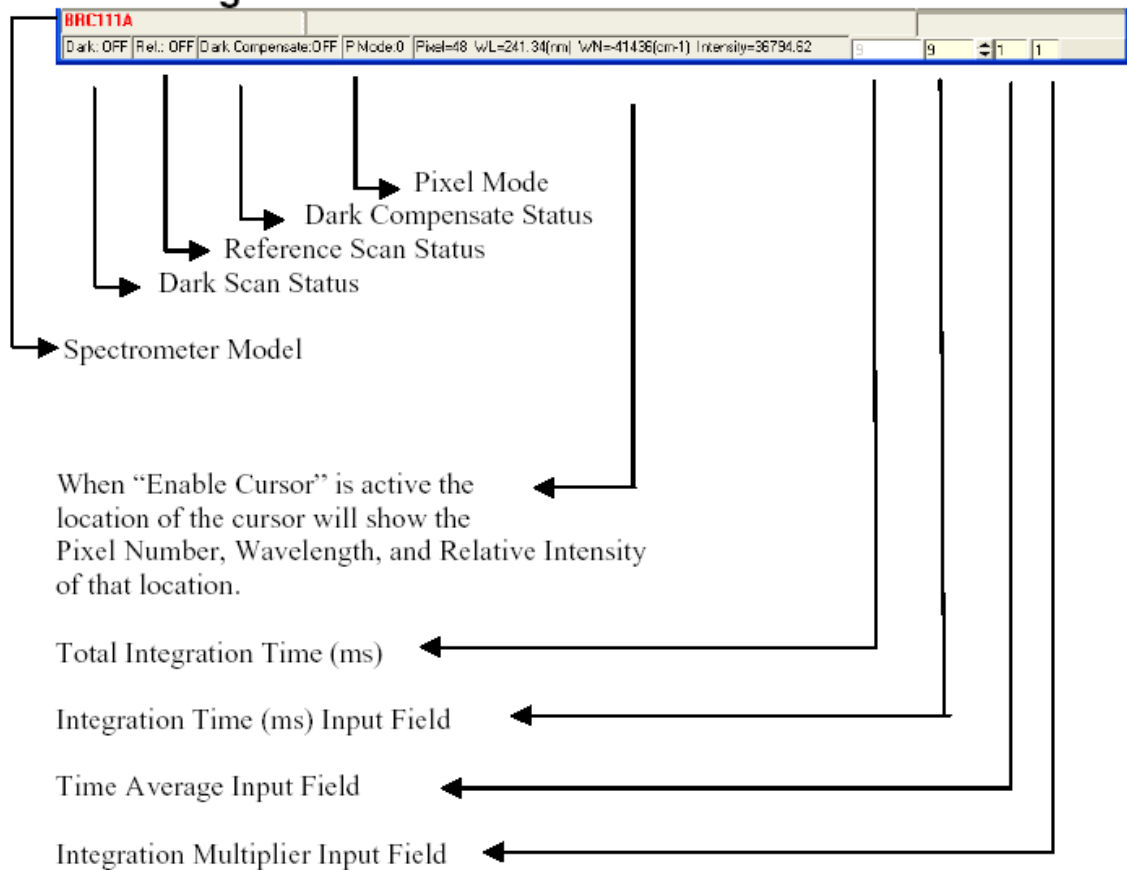 BRC111A
Dark: OFF Ref.: OFF Dark Compensate:OFF P Mode:0 Pixel=48 WL=241.34(nm) WN=-41436(cm-1) Intensity=36794.62 9 9 1 1
Pixel Mode
Dark Compensate Status
Reference Scan Status
Dark Scan Status
Spectrometer Model
When “Enable Cursor” is active the
location of the cursor will show the
Pixel Number, Wavelength, and Relative Intensity
of that location.
Total Integration Time (ms)
Integration Time (ms) Input Field
Time Average Input Field
Integration Multiplier Input Field